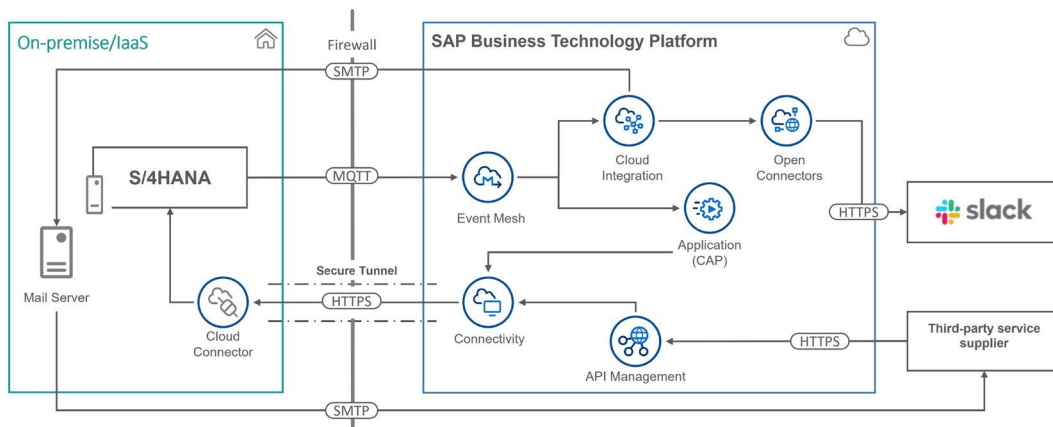 On-premise/IaaS
Firewall
SAP Business Technology Platform
SMTP
S/4HANA
MQTT
Event Mesh
Cloud
Integration
Open
Connectors
HTTPS
slack
Application
(CAP)
Mail Server
Secure Tunnel
Cloud
Connector
HTTPS
Connectivity
API Management
HTTPS
Third-party service
supplier
SMTP